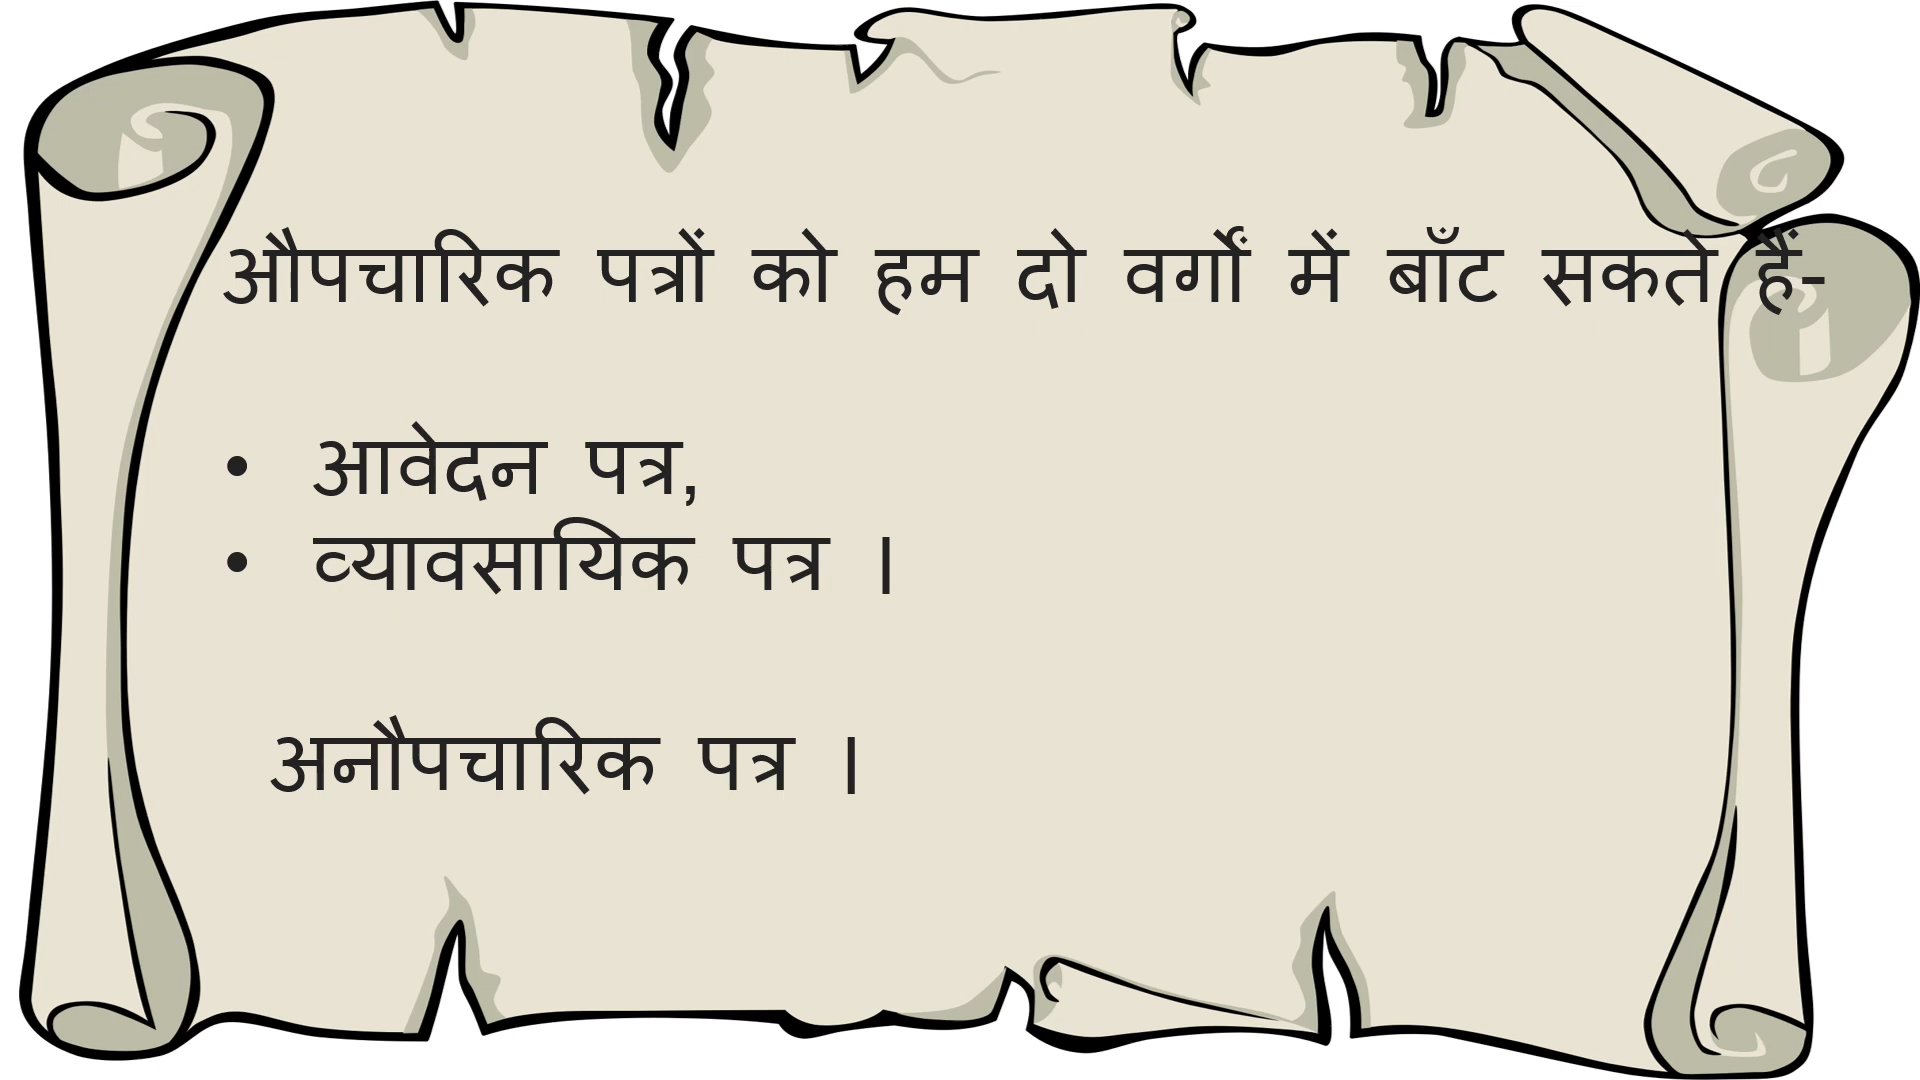 औपचारिक पत्रों को हम दो वर्गों में बाँट सकते हैं-
• आवेदन पत्र,
• व्यावसायिक पत्र ।
अनौपचारिक पत्र ।